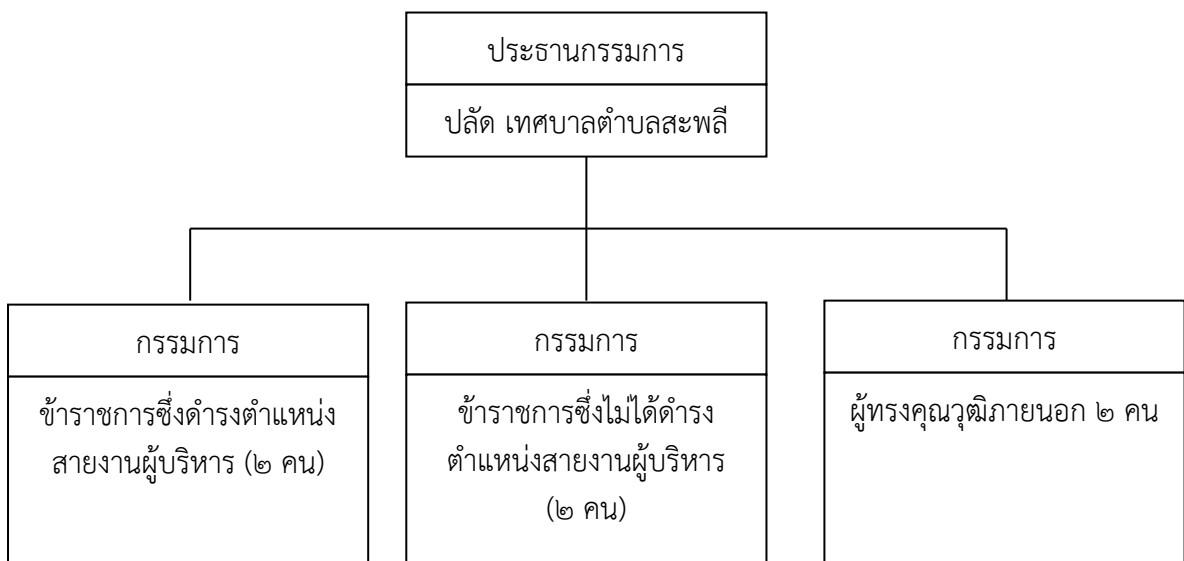 ประธานกรรมการ
ปลัด เทศบาลตำบลสะพลี
กรรมการ
ข้าราชการซึ่งดำรงตำแหน่ง
สายงานผู้บริหาร (๒ คน)
กรรมการ
ข้าราชการซึ่งไม่ได้ดำรง
ตำแหน่งสายงานผู้บริหาร
(๒ คน)
กรรมการ
ผู้ทรงคุณวุฒิภายนอก ๒ คน